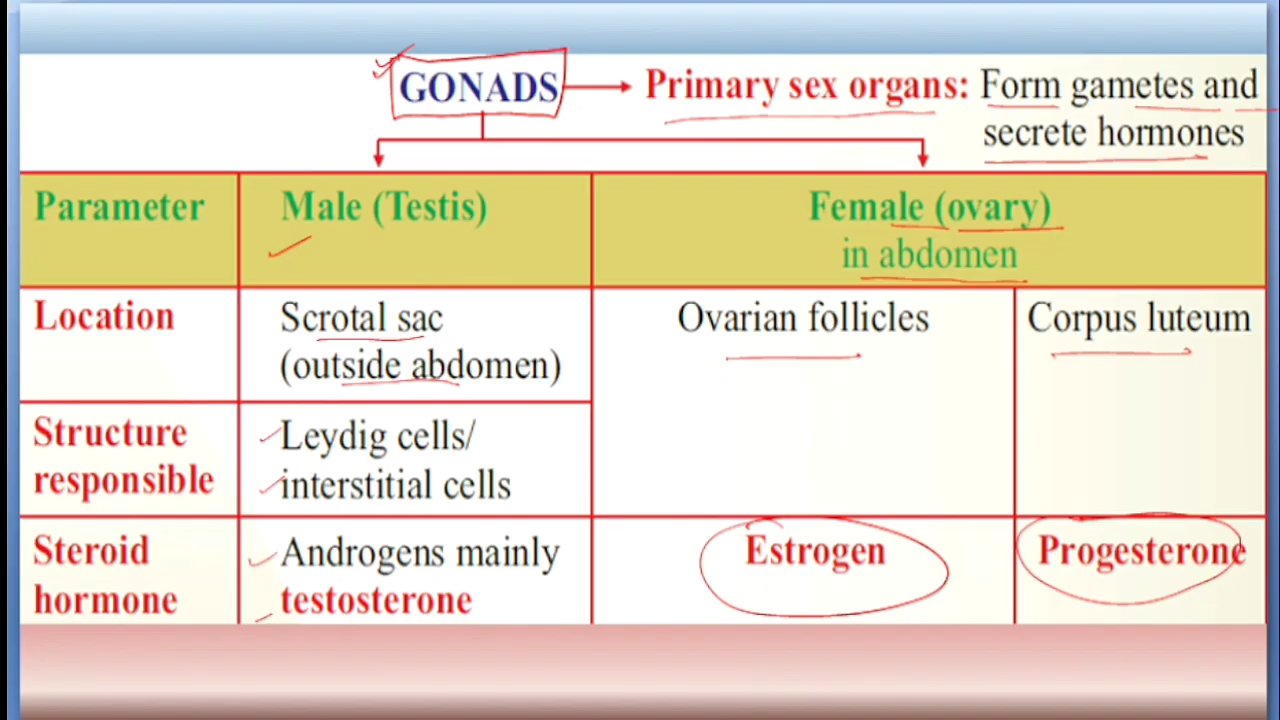 GONADS
Primary sex organs: Form gametes and
secrete hormones
Parameter
Male (Testis)
Female (ovary)
in abdomen
Location
Scrotal sac
(outside abdomen)
Ovarian follicles
Corpus luteum
Structure
responsible
Leydig cells/
interstitial cells
Steroid
hormone
Androgens mainly
testosterone
Estrogen
Progesterone